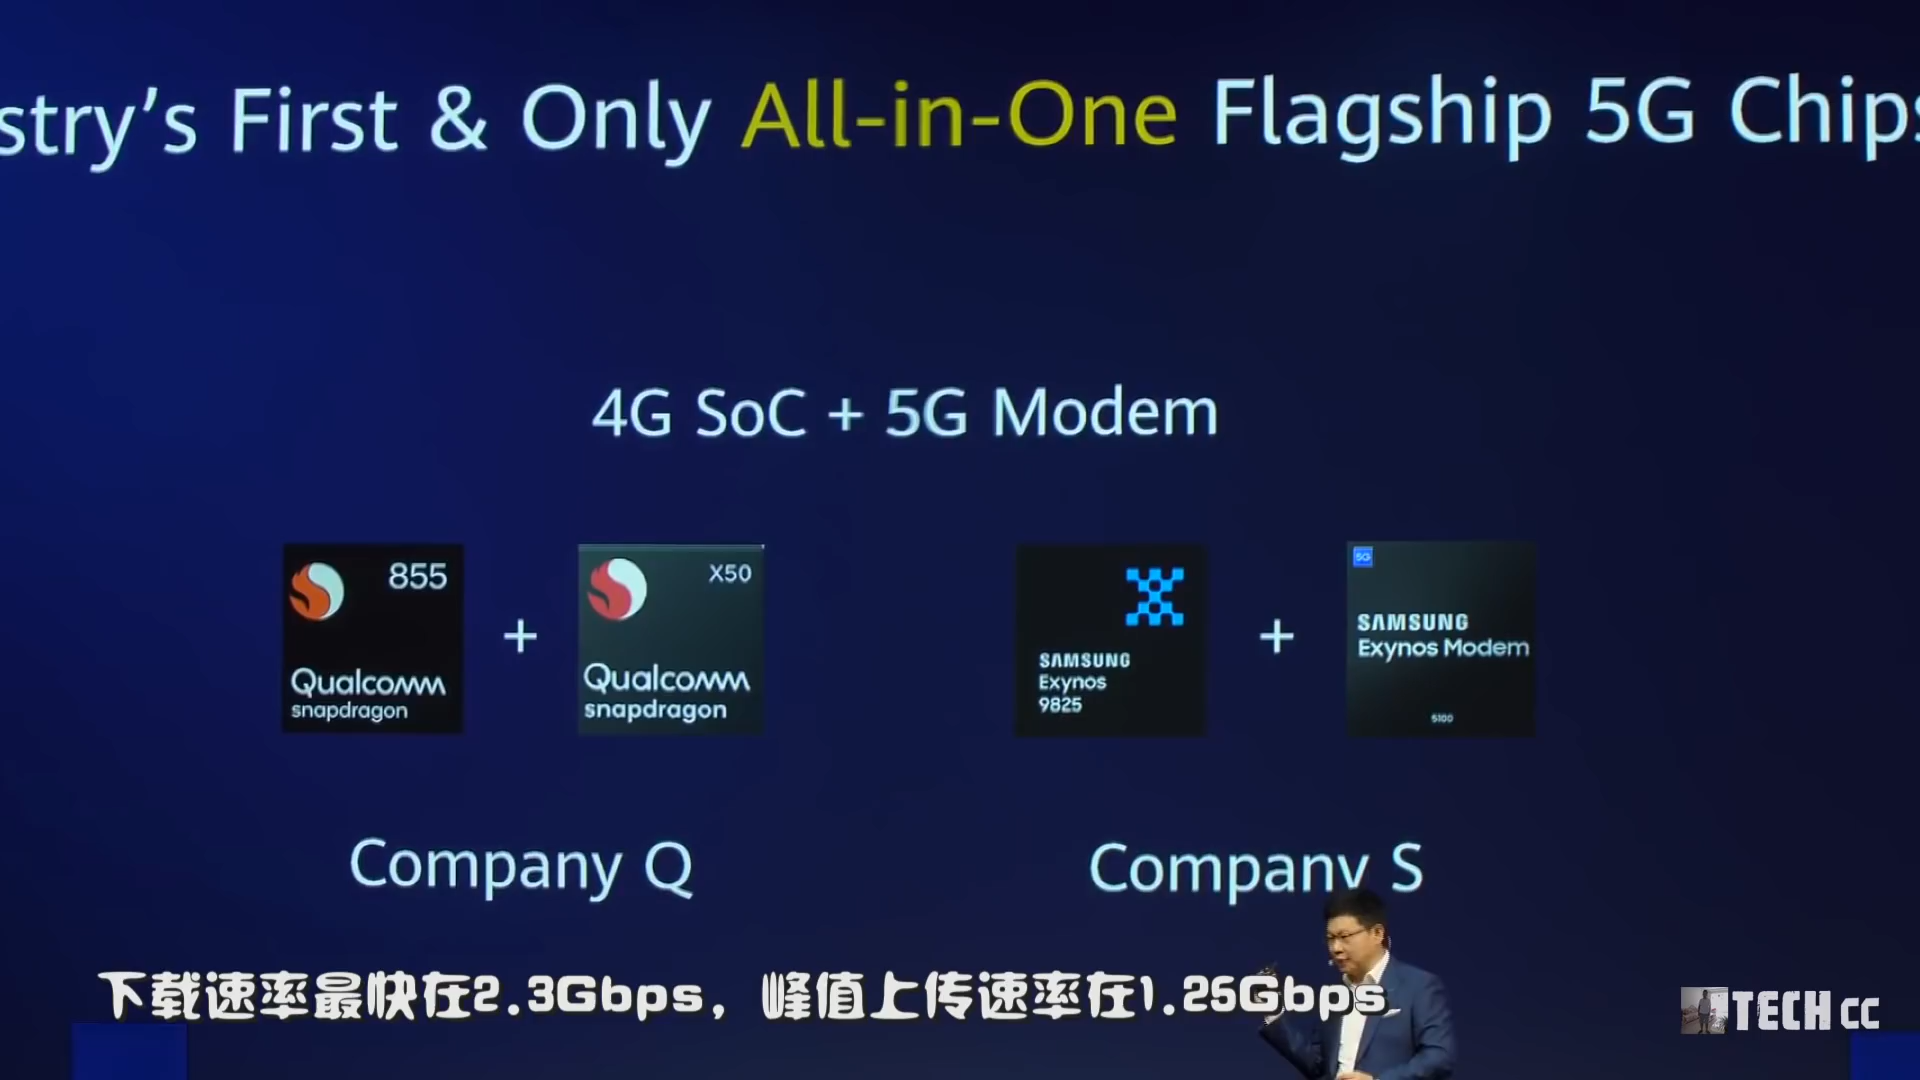 stry's First & Only All-in-One Flagship 5G Chips
4G SoC + 5G Modem
855
Qualcomm
snapdragon
+
X50
Qualcomm
snapdragon
SAMSUNG
Exynos
9825
+
5G
SAMSUNG
Exynos Modem
5100
Company Q
Company S
下载速率最快在2.3Gbps，峰值上传速率在1.25Gbps
TECH CC